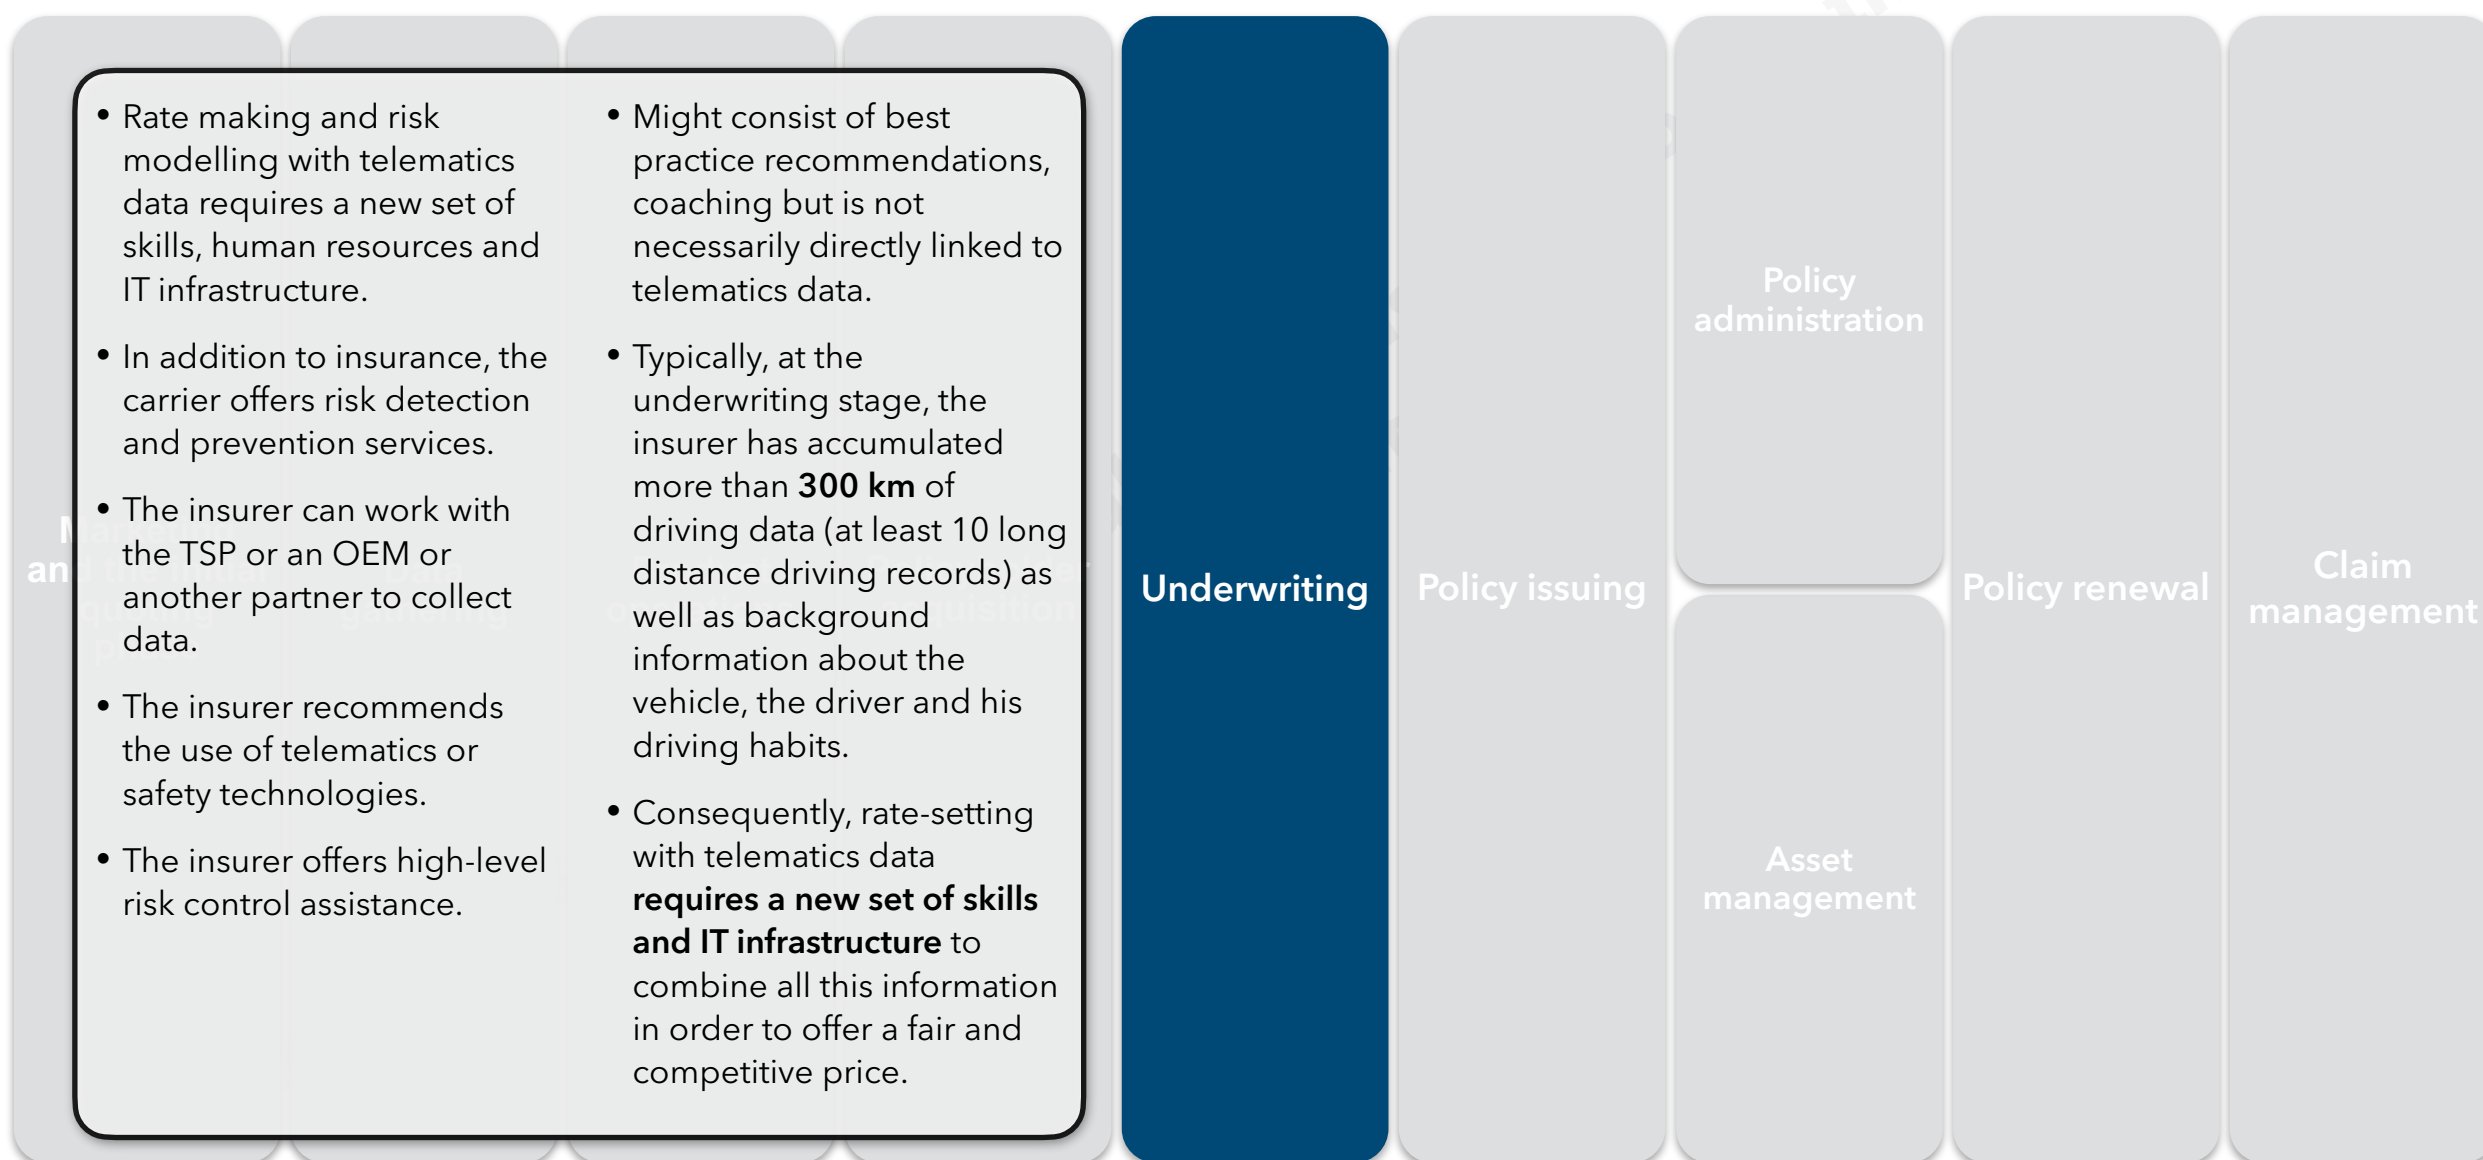 • Rate making and risk
modelling with telematics
data requires a new set of
skills, human resources and
IT infrastructure.
• In addition to insurance, the
carrier offers risk detection
and prevention services.
• The insurer can work with
the TSP or an OEM or
another partner to collect
data.
• The insurer recommends
the use of telematics or
safety technologies.
• The insurer offers high-level
risk control assistance.
• Might consist of best
practice recommendations,
coaching but is not
necessarily directly linked to
telematics data.
• Typically, at the
underwriting stage, the
insurer has accumulated
more than 300 km of
driving data (at least 10 long
distance driving records) as
well as background
information about the
vehicle, the driver and his
driving habits.
• Consequently, rate-setting
with telematics data
requires a new set of skills
and IT infrastructure to
combine all this information
in order to offer a fair and
competitive price.
Underwriting
Policy issuing
Policy
administration
Asset
management
Policy renewal
Claim
management